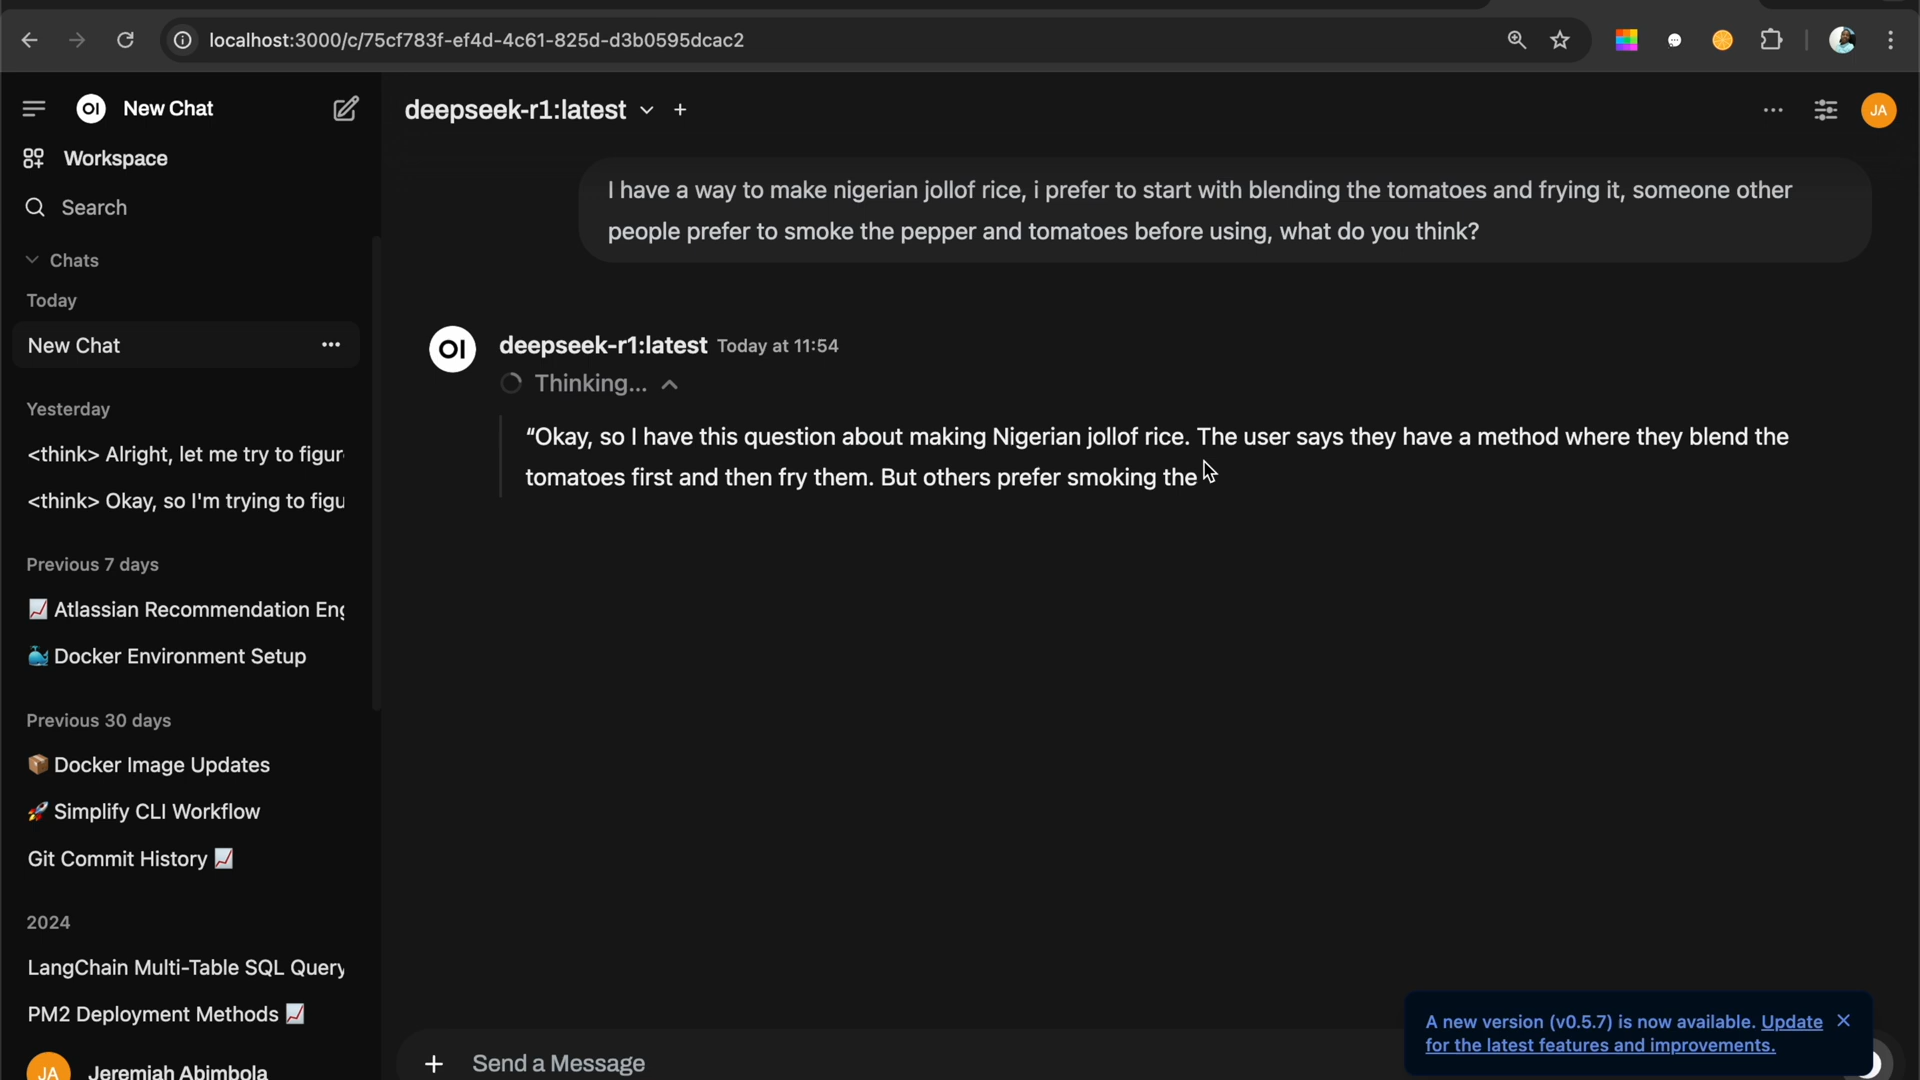 localhost:3000/c/75cf783f-ef4d-4c61-825d-d3b0595dcac2
OI New Chat
Workspace
Search
Chats
Today
New Chat
Yesterday
<think> Alright, let me try to figur
<think> Okay, so I'm trying to figu
Previous 7 days
📈 Atlassian Recommendation Eng
🐳 Docker Environment Setup
Previous 30 days
📦 Docker Image Updates
🚀 Simplify CLI Workflow
Git Commit History 📈
2024
LangChain Multi-Table SQL Query
PM2 Deployment Methods 📈
JA Jeremiah Abimbola
deepseek-r1:latest
JA
I have a way to make nigerian jollof rice, i prefer to start with blending the tomatoes and frying it, someone other
people prefer to smoke the pepper and tomatoes before using, what do you think?
OI deepseek-r1:latest Today at 11:54
Thinking...
“Okay, so I have this question about making Nigerian jollof rice. The user says they have a method where they blend the
tomatoes first and then fry them. But others prefer smoking the
Send a Message
A new version (v0.5.7) is now available. Update
for the latest features and improvements.